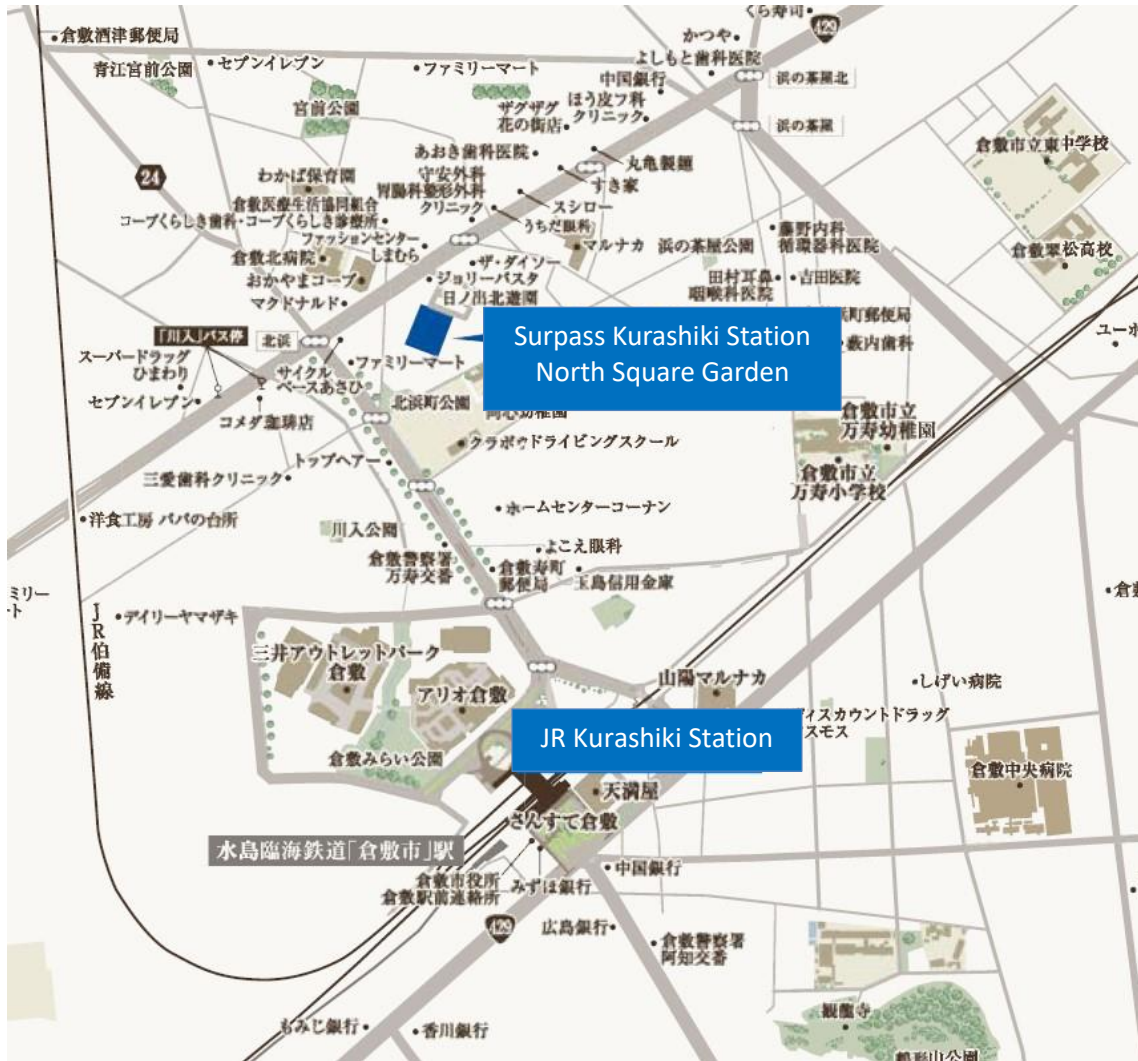 くら寿司
429
倉敷酒津郵便局
かつや
青江宮前公園
セブンイレブン
ファミリーマート
よしもと歯科医院
中国銀行
浜の茶屋北
宮前公園
ザグザグ
花の街店
ほう皮フ科
クリニック
浜の茶屋
倉敷市立東中学校
24
わかば保育園
あおき歯科医院
守安外科
胃腸科整形外科
クリニック
丸亀製麺
すき家
スシロー
うちだ眼科
倉敷医療生活協同組合
コープくらしき歯科・コープくらしき診療所
ファッションセンター
しまむら
マルナカ
浜の茶屋公園
藤野内科
循環器科医院
倉敷翠松高校
倉敷北病院
おかやまコープ
マクドナルド
ザ・ダイソー
ジョリーパスタ
日ノ出北遊園
田村耳鼻
咽喉科医院
吉田医院
町郵便局
藪内歯科
「川入」バス停
北浜
Surpass Kurashiki Station
North Square Garden
スーパードラッグ
ひまわり
サイクル
ベースあさひ
ファミリーマート
セブンイレブン
コメダ珈琲店
北浜町公園
クラボウドライビングスクール
倉敷市立
万寿幼稚園
倉敷市立
万寿小学校
トップヘアー
三愛歯科クリニック
洋食工房 パパの台所
ホームセンターコーナン
川入公園
倉敷警察署
万寿交番
よこえ眼科
倉敷寿町
郵便局
玉島信用金庫
ミリー
ト
デイリーヤマザキ
JR伯備線
三井アウトレットパーク
倉敷
アリオ倉敷
山陽マルナカ
しげい病院
JR Kurashiki Station
ィスカウントドラッグ
スモス
倉敷みらい公園
倉敷中央病院
天満屋
さんすて倉敷
水島臨海鉄道「倉敷市」駅
倉敷市役所
倉敷駅前連絡所
みずほ銀行
中国銀行
429
広島銀行
倉敷警察署
阿知交番
観龍寺
もみじ銀行
香川銀行
鶴形山公園